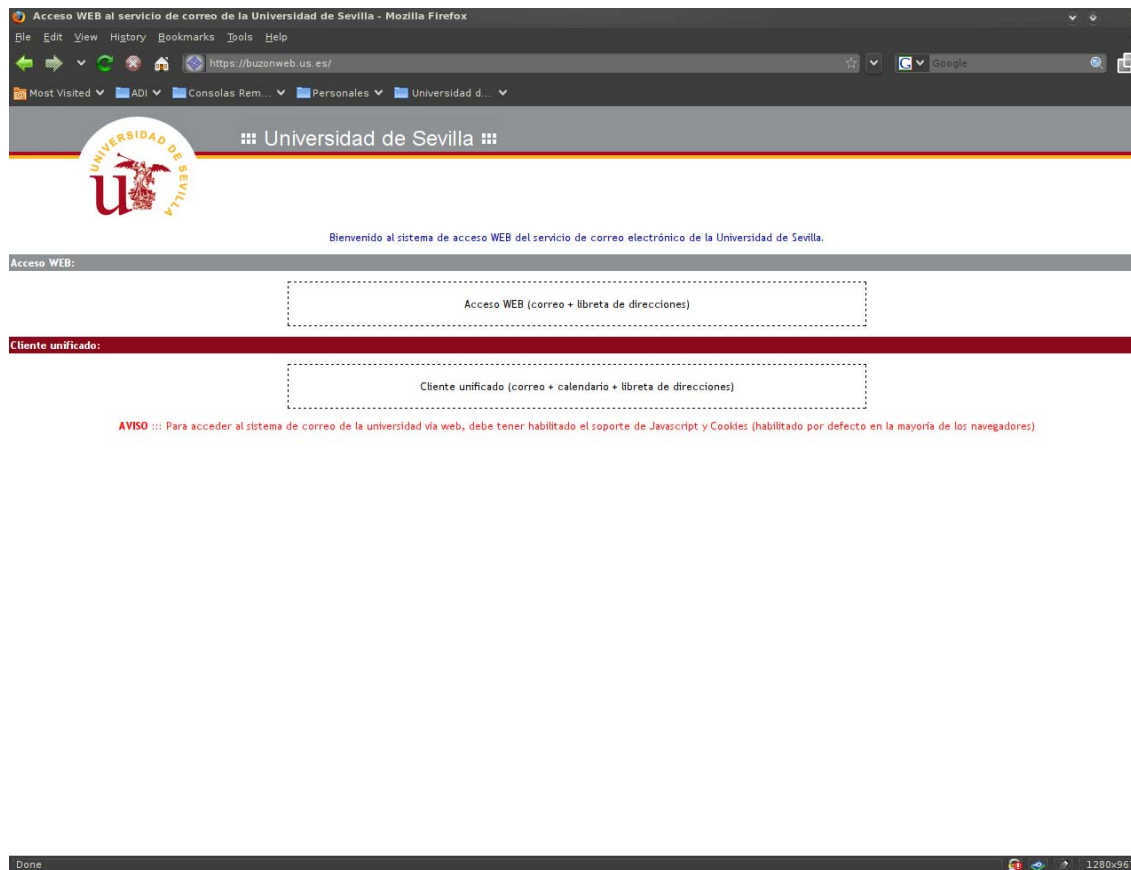 Acceso WEB al servicio de correo de la Universidad de Sevilla - Mozilla Firefox
File Edit View History Bookmarks Tools Help
https://buzonweb.us.es/ G Google
Most Visited ADI Consolas Rem... Personales Universidad d...
UNIVERSIDAD DE SEVILLA
u
Universidad de Sevilla
Bienvenido al sistema de acceso WEB del servicio de correo electrónico de la Universidad de Sevilla.
Acceso WEB:
Acceso WEB (correo + libreta de direcciones)
Cliente unificado:
Cliente unificado (correo + calendario + libreta de direcciones)
AVISO ::: Para acceder al sistema de correo de la universidad vía web, debe tener habilitado el soporte de Javascript y Cookies (habilitado por defecto en la mayoría de los navegadores)
Done